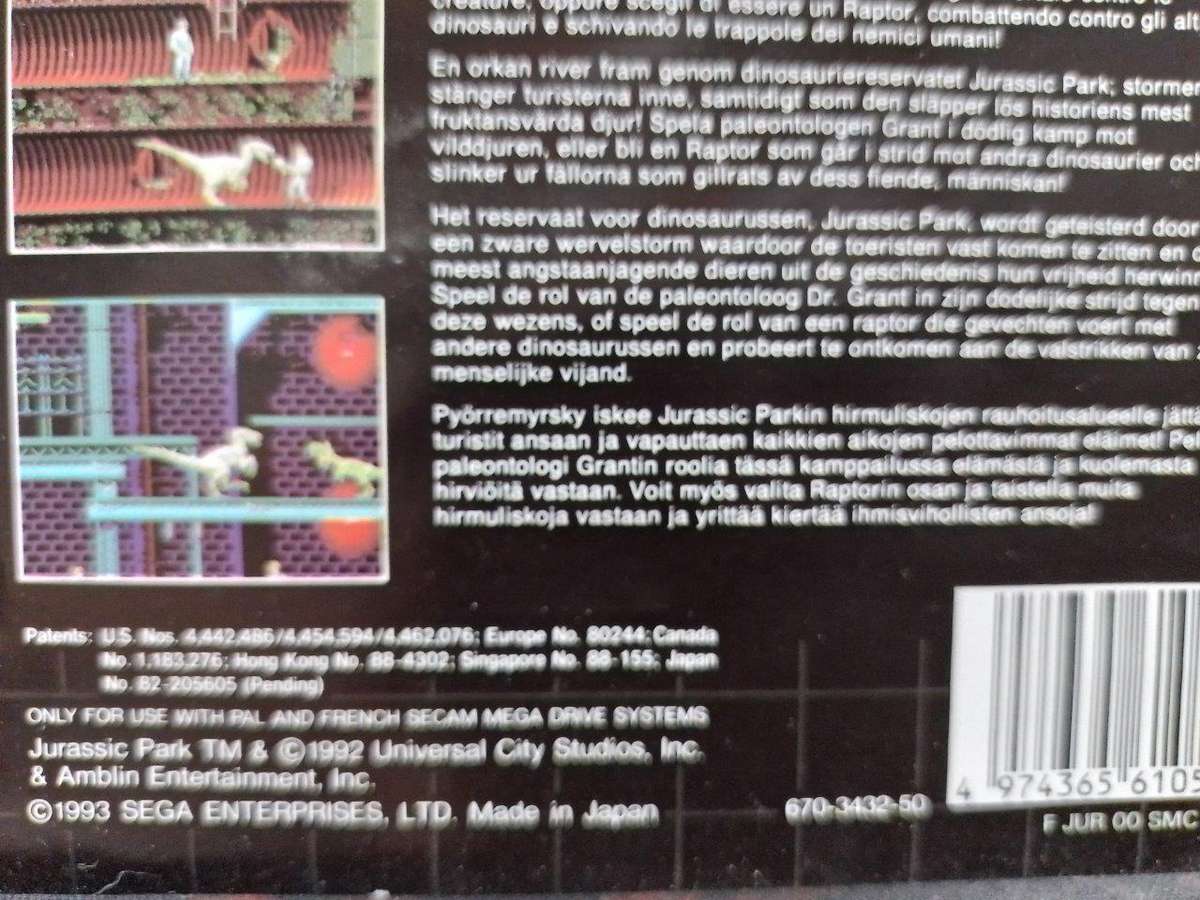 creature, oppure scegli di essere un Raptor, combattendo contro gli
dinosauri e schivando le trappole dei nemici umani!
En orkan river fram genom dinosauriereservatet Jurassic Park; stormen
stänger turisterna inne, samtidigt som den släpper lös historiens mest
fruktansvärda djur! Spela paleontologen Grant i dödlig kamp mot
vilddjuren, eller bli en Raptor som går i strid mot andra dinosaurier och
slinker ur fällorna som gillrats av dess fiende, människan!
Het reservaat voor dinosaurussen, Jurassic Park, wordt geteisterd door
een zware wervelstorm waardoor de toeristen vast komen te zitten en
meest angstaanjagende dieren uit de geschiedenis hun vrijheid
Speel de rol van de paleontoloog Dr. Grant in zijn dodelijke strijd tegen
deze wezens, of speel de rol van een raptor die gevechten voert met
andere dinosaurussen en probeert te ontkomen aan de valstrikken van
menselijke vijand.
Pyörremyrsky iskee Jurassic Parkin hirmuliskojen rauhoitusalueelle
turistit ansaan ja vapauttaen kaikkien aikojen pelottavimmat eläimet!
paleontologi Grantin roolia tässä kamppailussa elämästä ja kuolemasta
hirviöitä vastaan. Voit myös valita Raptorin osan ja taistella muita
hirmuliskoja vastaan ja yrittää kiertää ihmisvihollisten ansoja!
Patents: U.S. Nos. 4,442,486/4,454,594/4,462,076; Europe No. 80244; Canada
No. 1,183,276; Hong Kong No. 88-4302; Singapore No. 88-155; Japan
No. 82-205605 (Pending)
ONLY FOR USE WITH PAL AND FRENCH SECAM MEGA DRIVE SYSTEMS
Jurassic Park TM & ©1992 Universal City Studios, Inc.
& Amblin Entertainment, Inc.
©1993 SEGA ENTERPRISES, LTD. Made in Japan
670-3432-50
4 974365 6105
F JUR 00 SMC